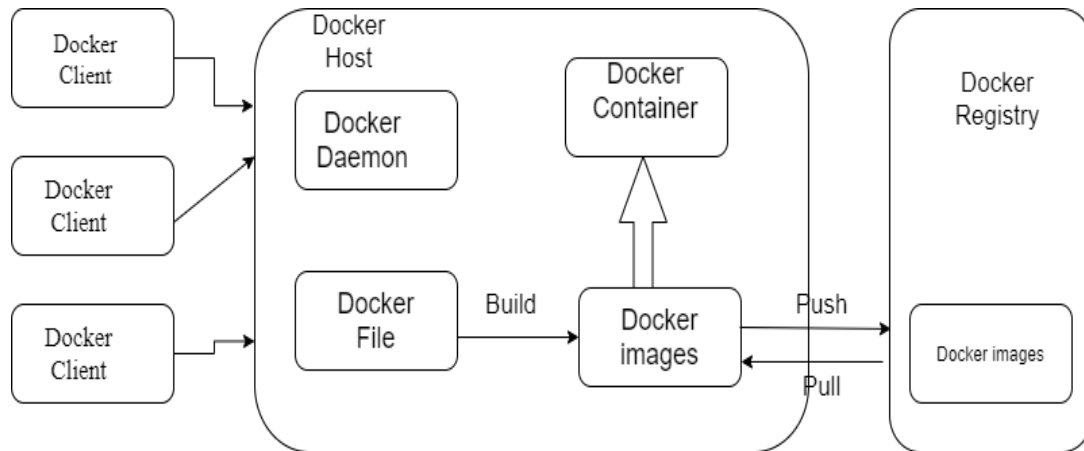 Docker
Client
Docker
Client
Docker
Client
Docker
Host
Docker
Daemon
Docker
Container
Docker
File
Build
Docker
images
Push
Pull
Docker
Registry
Docker images